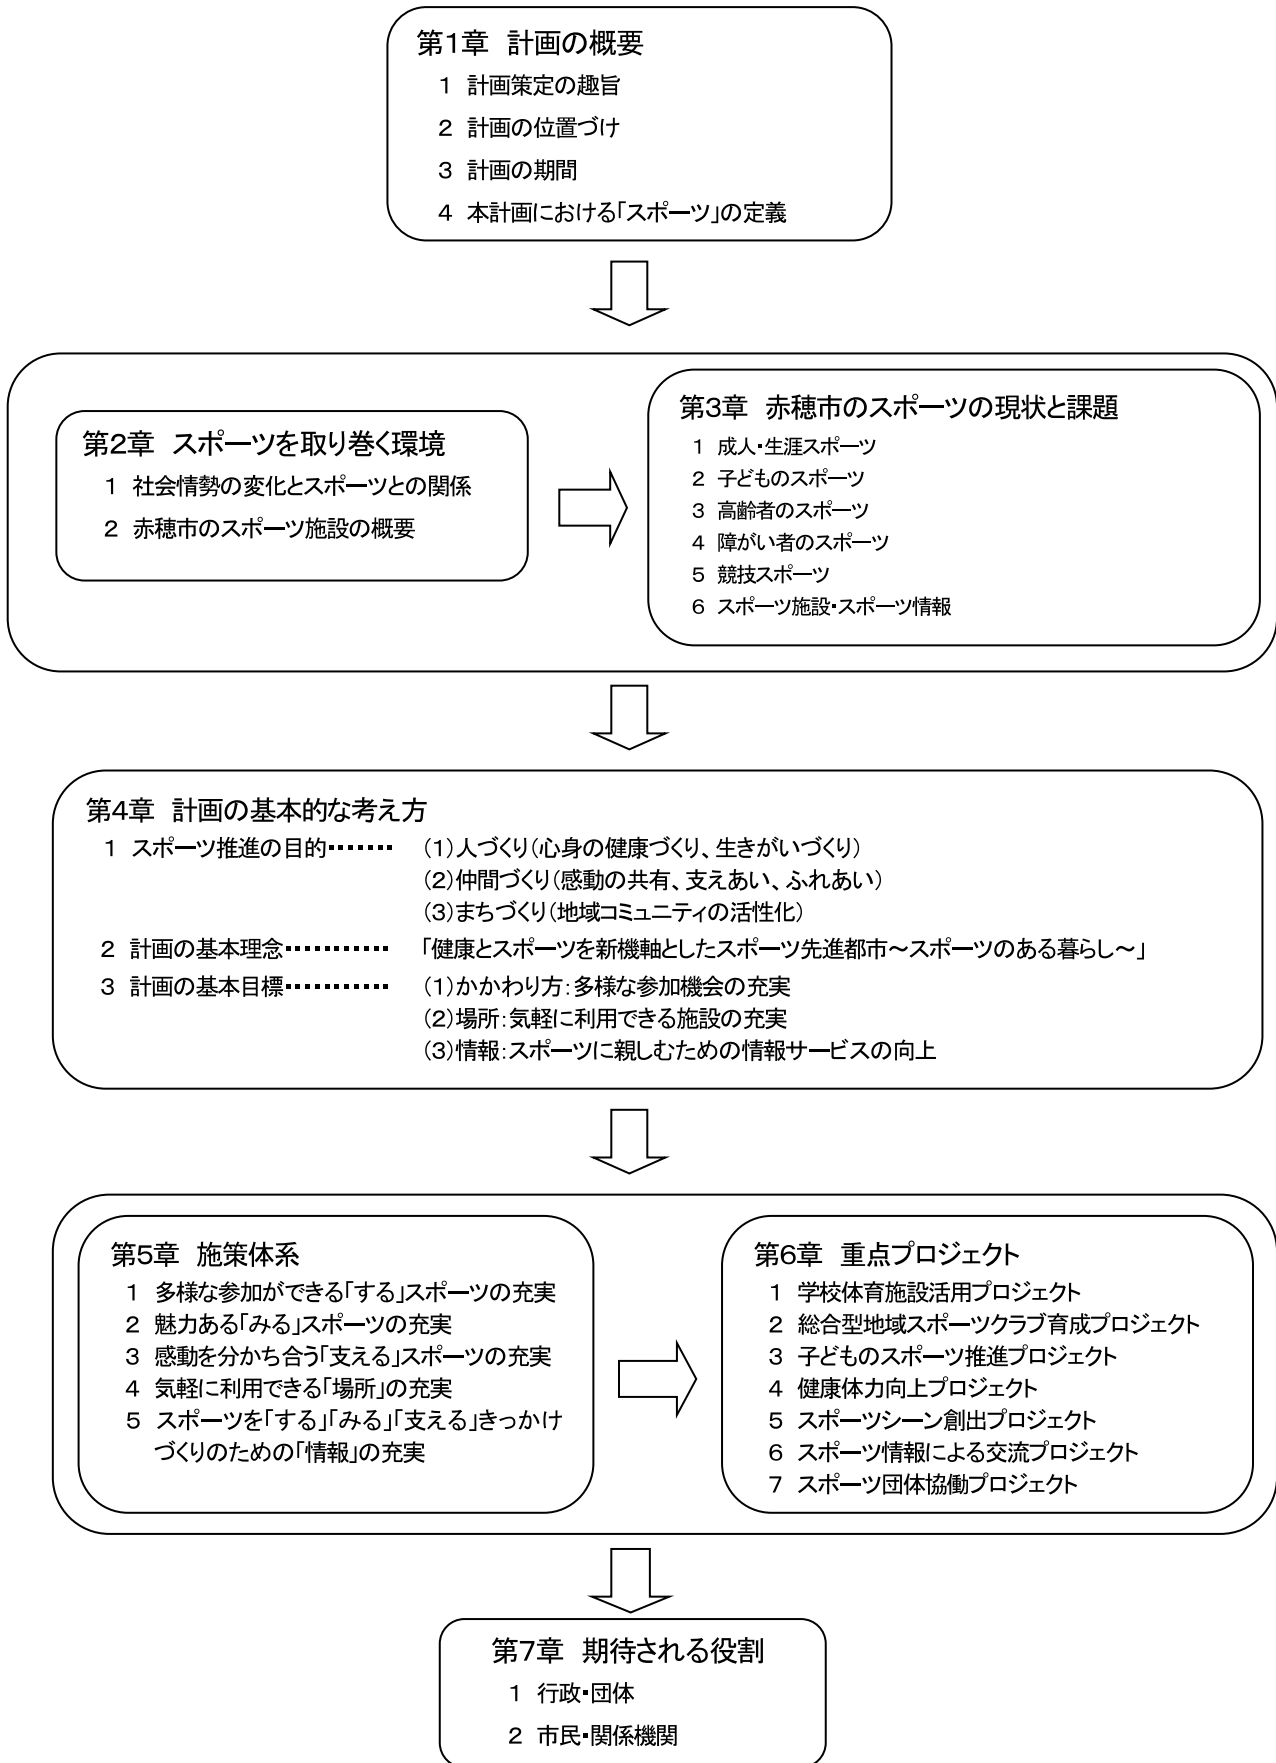 第1章 計画の概要
1 計画策定の趣旨
2 計画の位置づけ
3 計画の期間
4 本計画における「スポーツ」の定義
第2章 スポーツを取り巻く環境
1 社会情勢の変化とスポーツとの関係
2 赤穂市のスポーツ施設の概要
第3章 赤穂市のスポーツの現状と課題
1 成人・生涯スポーツ
2 子どものスポーツ
3 高齢者のスポーツ
4 障がい者のスポーツ
5 競技スポーツ
6 スポーツ施設・スポーツ情報
第4章 計画の基本的な考え方
1 スポーツ推進の目的・・・・・・・ (1)人づくり(心身の健康づくり、生きがいづくり)
(2)仲間づくり(感動の共有、支えあい、ふれあい)
(3)まちづくり(地域コミュニティの活性化)
2 計画の基本理念・・・・・・・・・・・ 「健康とスポーツを新機軸としたスポーツ先進都市～スポーツのある暮らし～」
3 計画の基本目標・・・・・・・・・・・ (1)かかわり方:多様な参加機会の充実
(2)場所:気軽に利用できる施設の充実
(3)情報:スポーツに親しむための情報サービスの向上
第5章 施策体系
1 多様な参加ができる「する」スポーツの充実
2 魅力ある「みる」スポーツの充実
3 感動を分かち合う「支える」スポーツの充実
4 気軽に利用できる「場所」の充実
5 スポーツを「する」「みる」「支える」きっかけ
づくりのための「情報」の充実
第6章 重点プロジェクト
1 学校体育施設活用プロジェクト
2 総合型地域スポーツクラブ育成プロジェクト
3 子どものスポーツ推進プロジェクト
4 健康体力向上プロジェクト
5 スポーツシーン創出プロジェクト
6 スポーツ情報による交流プロジェクト
7 スポーツ団体協働プロジェクト
第7章 期待される役割
1 行政・団体
2 市民・関係機関